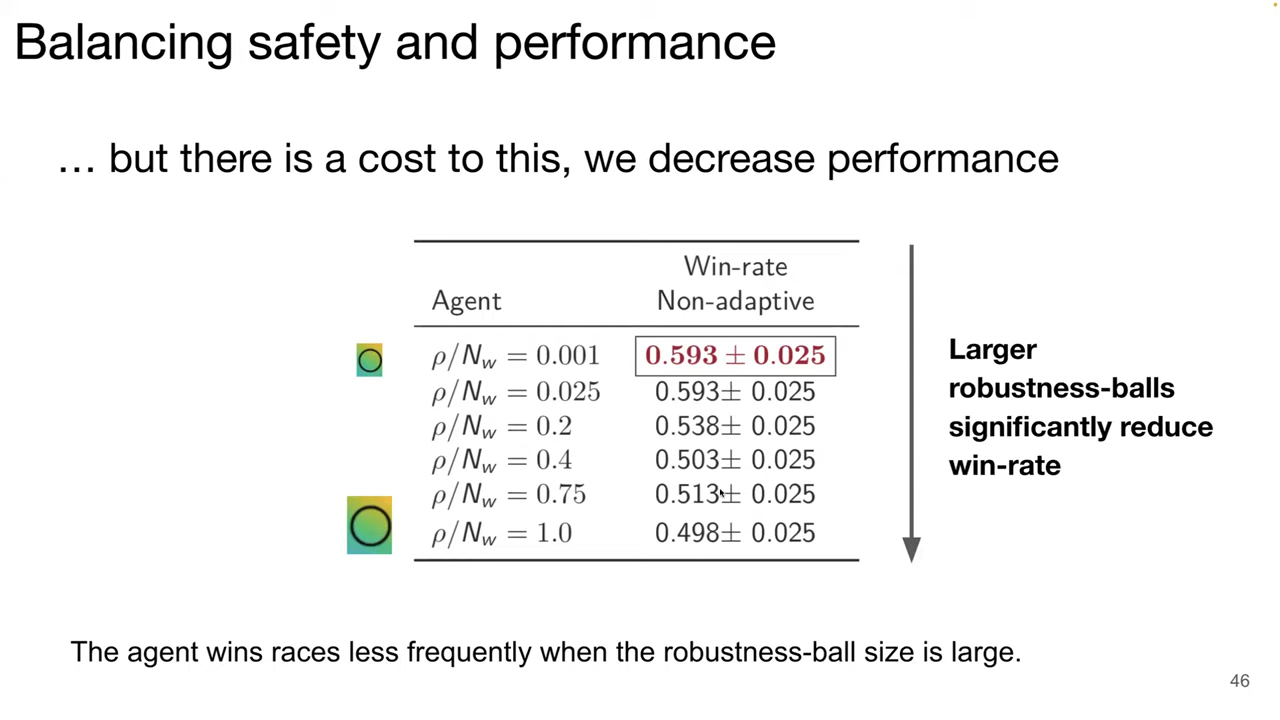 Balancing safety and performance
… but there is a cost to this, we decrease performance
Win-rate
Agent Non-adaptive
ρ/N_w = 0.001 0.593 ± 0.025
ρ/N_w = 0.025 0.593± 0.025
ρ/N_w = 0.2 0.538± 0.025
ρ/N_w = 0.4 0.503± 0.025
ρ/N_w = 0.75 0.513± 0.025
ρ/N_w = 1.0 0.498± 0.025
Larger
robustness-balls
significantly reduce
win-rate
The agent wins races less frequently when the robustness-ball size is large.
46